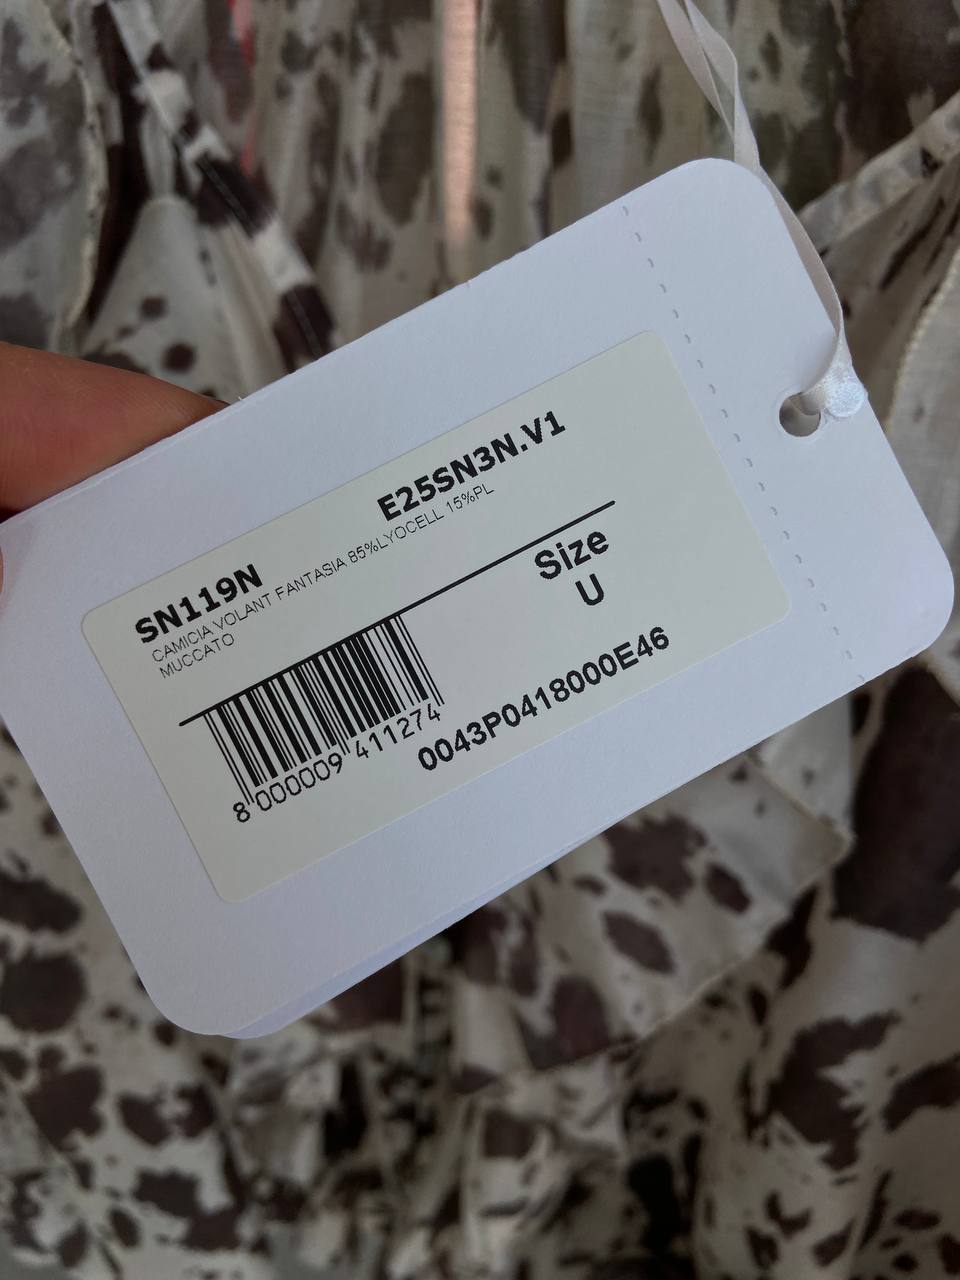 SN119N E25SN3N.V1
CAMICIA VOLANT FANTASIA 85%LYOCELL 15%PL
MUCCATO
Size
U
8 000009 411274
0043P0418000E46